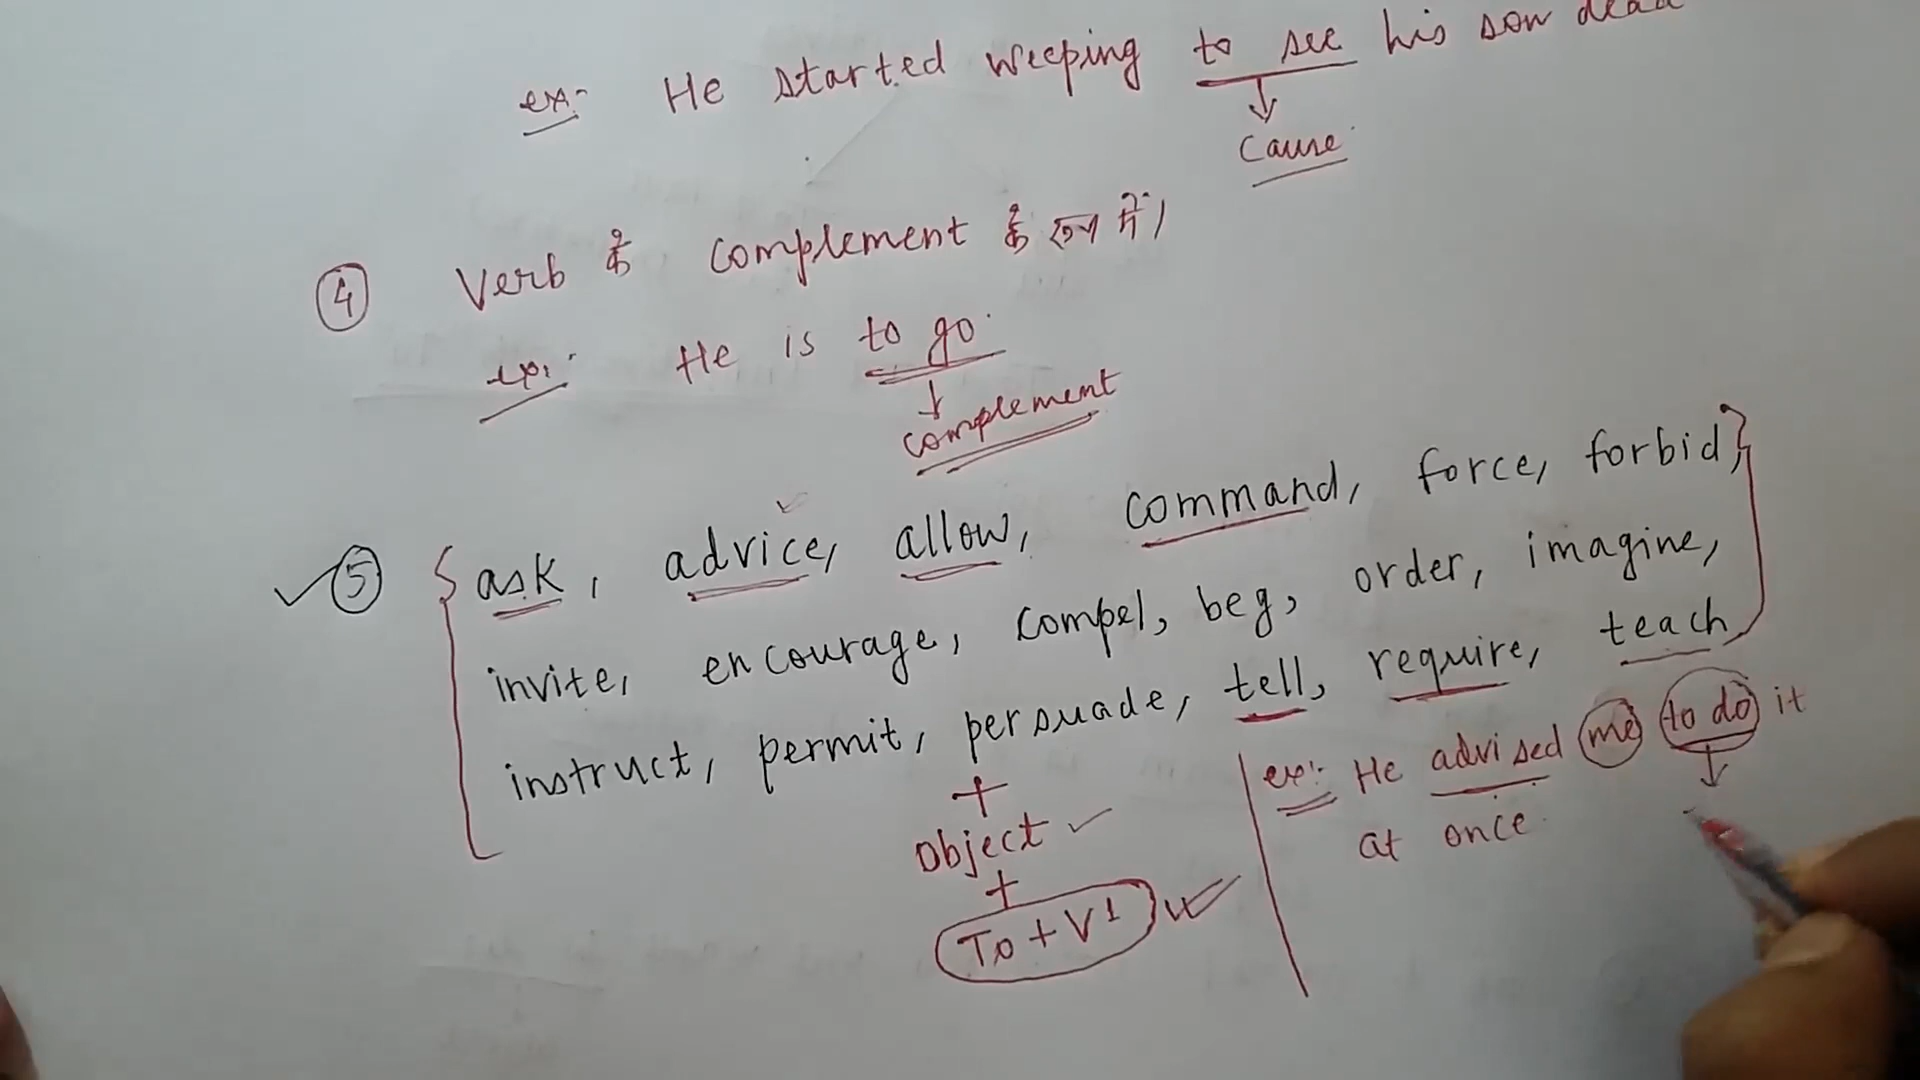 ex:- He started weeping to see his son dead
Cause
④ Verb के complement के रूप में
ex: He is to go.
complement
⑤ { ask, advice, allow, command, force, forbid,
invite, encourage, compel, beg, order, imagine,
instruct, permit, persuade, tell, require, teach }
+
Object
+
To + V¹
ex:- He advised me to do it
at once.